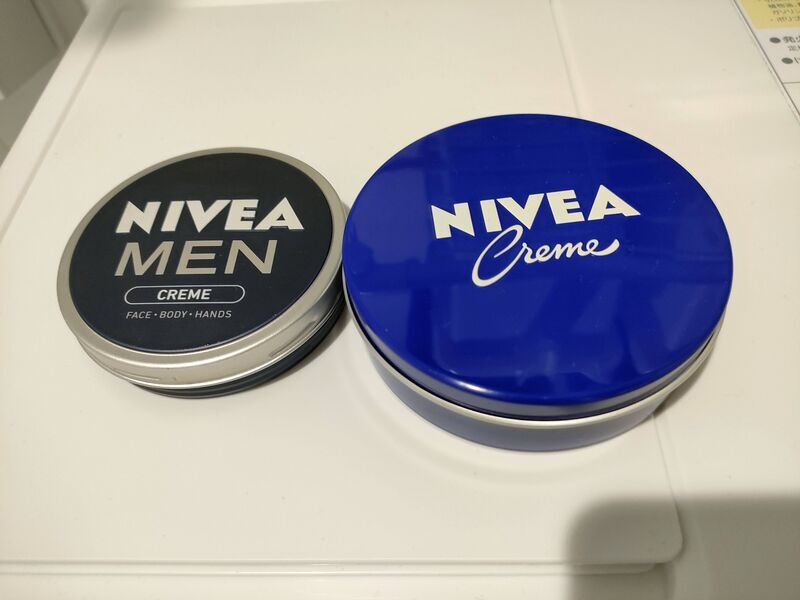 NIVEA
MEN
CREME
FACE • BODY • HANDS
NIVEA
Creme